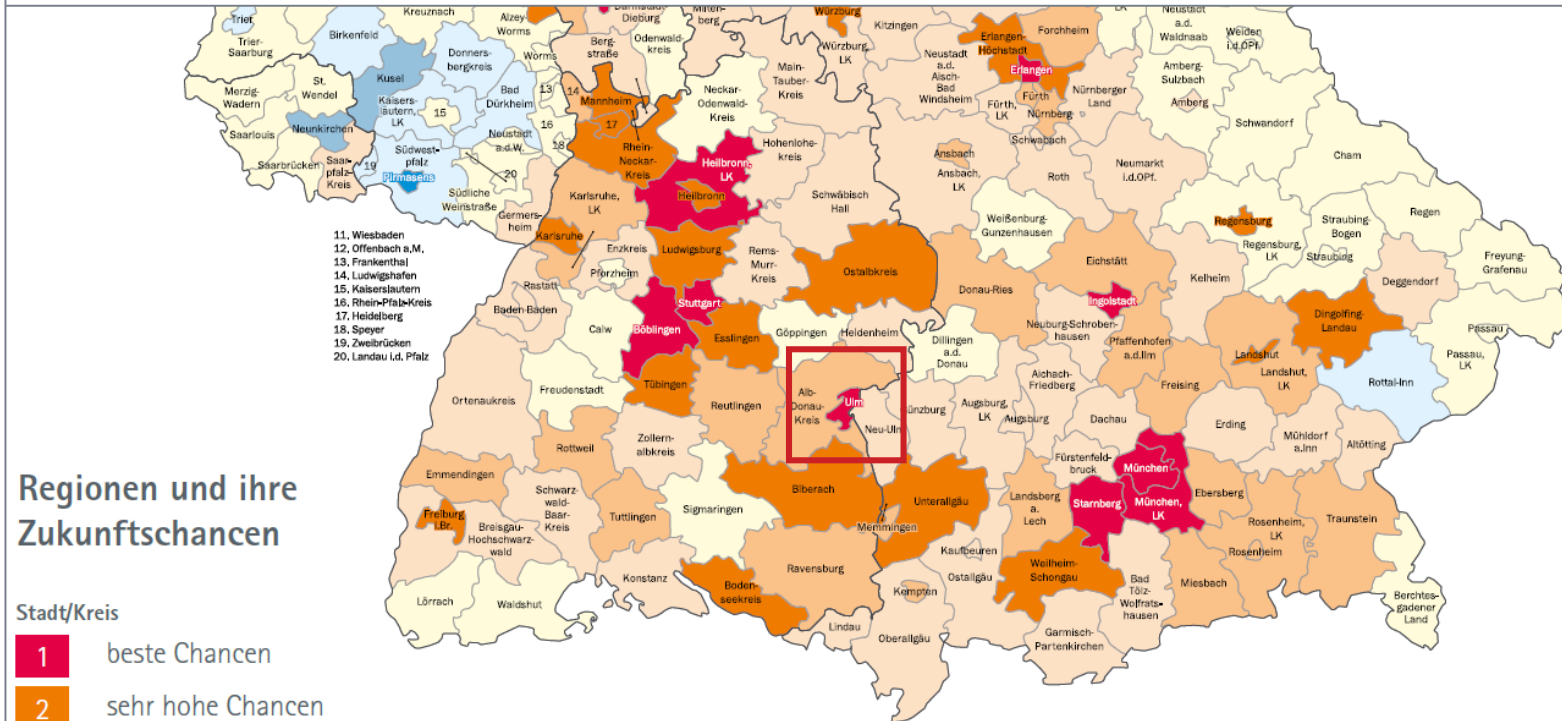 Trier
Trier-
Saarburg
Merzig-
Wadern
St.
Wendel
Saarlouis
Saarbrücken
Neunkirchen
Saar-
pfalz-
Kreis
Birkenfeld
Kreuznach
Kusel
Kaisers-
lautern,
LK
15
Donners-
bergkreis
Alzey-
Worms
Worms
Bad
Dürkheim
13
14
16
18
Neustadt
a.d.W.
Südwest-
pfalz
19
Pirmasens
20
Südliche
Weinstraße
Germers-
heim
Darmstadt-
Dieburg
Berg-
straße
Odenwald-
kreis
Milten-
berg
Mannheim
17
Rhein-
Neckar-
Kreis
Neckar-
Odenwald-
Kreis
Main-
Tauber-
Kreis
Würzburg
Würzburg,
LK
Kitzingen
Neustadt
a.d.
Aisch-
Bad
Windsheim
Erlangen-
Höchstadt
Erlangen
Forchheim
Fürth
Fürth,
LK
Nürnberg
Nürnberger
Land
LK
Neustadt
a.d.
Waldnaab
Weiden
i.d.OPf.
Amberg-
Sulzbach
Amberg
Schwandorf
Cham
Schwabach
Roth
Neumarkt
i.d.OPf.
Ansbach
Ansbach,
LK
Weißenburg-
Gunzenhausen
Regensburg
Regensburg,
LK
Straubing-
Bogen
Straubing
Regen
Freyung-
Grafenau
Deggendorf
Passau
Passau,
LK
Kelheim
Eichstätt
Ingolstadt
Donau-Ries
Neuburg-Schroben-
hausen
Pfaffenhofen
a.d.Ilm
Landshut
Landshut,
LK
Dingolfing-
Landau
Rottal-Inn
Freising
Erding
Mühldorf
a.Inn
Altötting
Dachau
Aichach-
Friedberg
Augsburg,
LK
Augsburg
Dillingen
a.d.
Donau
Fürstenfeld-
bruck
München
München,
LK
Starnberg
Ebersberg
Landsberg
a.
Lech
Rosenheim,
LK
Rosenheim
Traunstein
Berchtes-
gadener
Land
Miesbach
Bad
Tölz-
Wolfrats-
hausen
Weilheim-
Schongau
Garmisch-
Partenkirchen
Kaufbeuren
Ostallgäu
Kempten
Oberallgäu
Lindau
Unterallgäu
Memmingen
Neu-Ulm
Ulm
Alb-
Donau-
Kreis
Heilbronn,
LK
Heilbronn
Hohenlohe-
kreis
Schwäbisch
Hall
Karlsruhe,
LK
Karlsruhe
Enzkreis
Pforzheim
Ludwigsburg
Rems-
Murr-
Kreis
Ostalbkreis
Rastatt
Baden-Baden
Calw
Böblingen
Stuttgart
Esslingen
Göppingen
Heidenheim
Freudenstadt
Tübingen
Reutlingen
Ortenaukreis
Rottweil
Zollern-
albkreis
Biberach
Sigmaringen
Emmendingen
Schwarz-
wald-
Baar-
Kreis
Tuttlingen
Freiburg
i.Br.
Breisgau-
Hochschwarz-
wald
Konstanz
Boden-
seekreis
Ravensburg
Lörrach
Waldshut
11, Wiesbaden
12, Offenbach a,M,
13, Frankenthal
14, Ludwigshafen
15, Kaiserslautern
16, Rhein-Pfalz-Kreis
17, Heidelberg
18, Speyer
19, Zweibrücken
20, Landau i.d. Pfalz
Regionen und ihre
Zukunftschancen
Stadt/Kreis
1 beste Chancen
2 sehr hohe Chancen